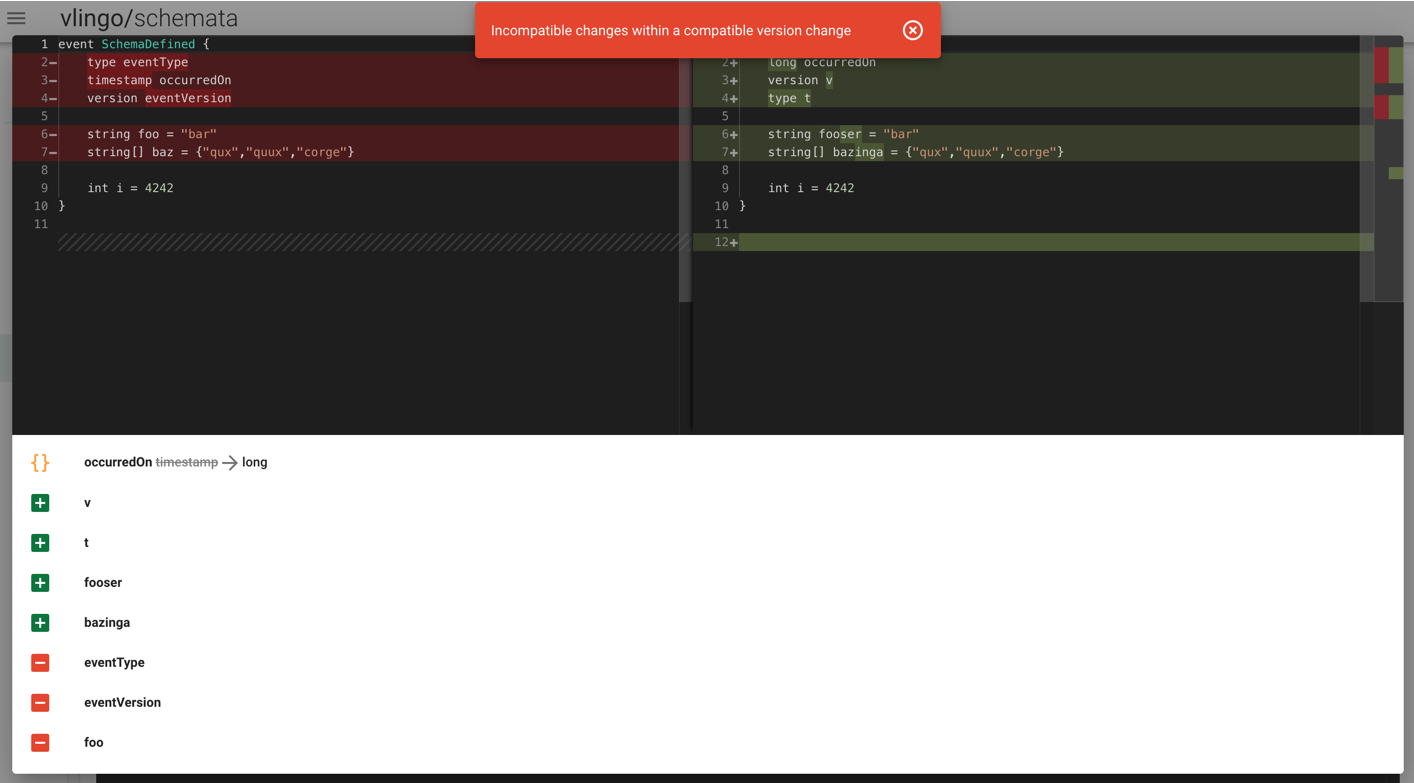 vlingo/schemata
Incompatible changes within a compatible version change
1 event SchemaDefined {
2− type eventType
3− timestamp occurredOn
4− version eventVersion
5
6− string foo = "bar"
7− string[] baz = {"qux","quux","corge"}
8
9 int i = 4242
10 }
11
2+ long occurredOn
3+ version v
4+ type t
5
6+ string fooser = "bar"
7+ string[] bazinga = {"qux","quux","corge"}
8
9 int i = 4242
10 }
11
12+
{} occurredOn timestamp → long
+ v
+ t
+ fooser
+ bazinga
− eventType
− eventVersion
− foo